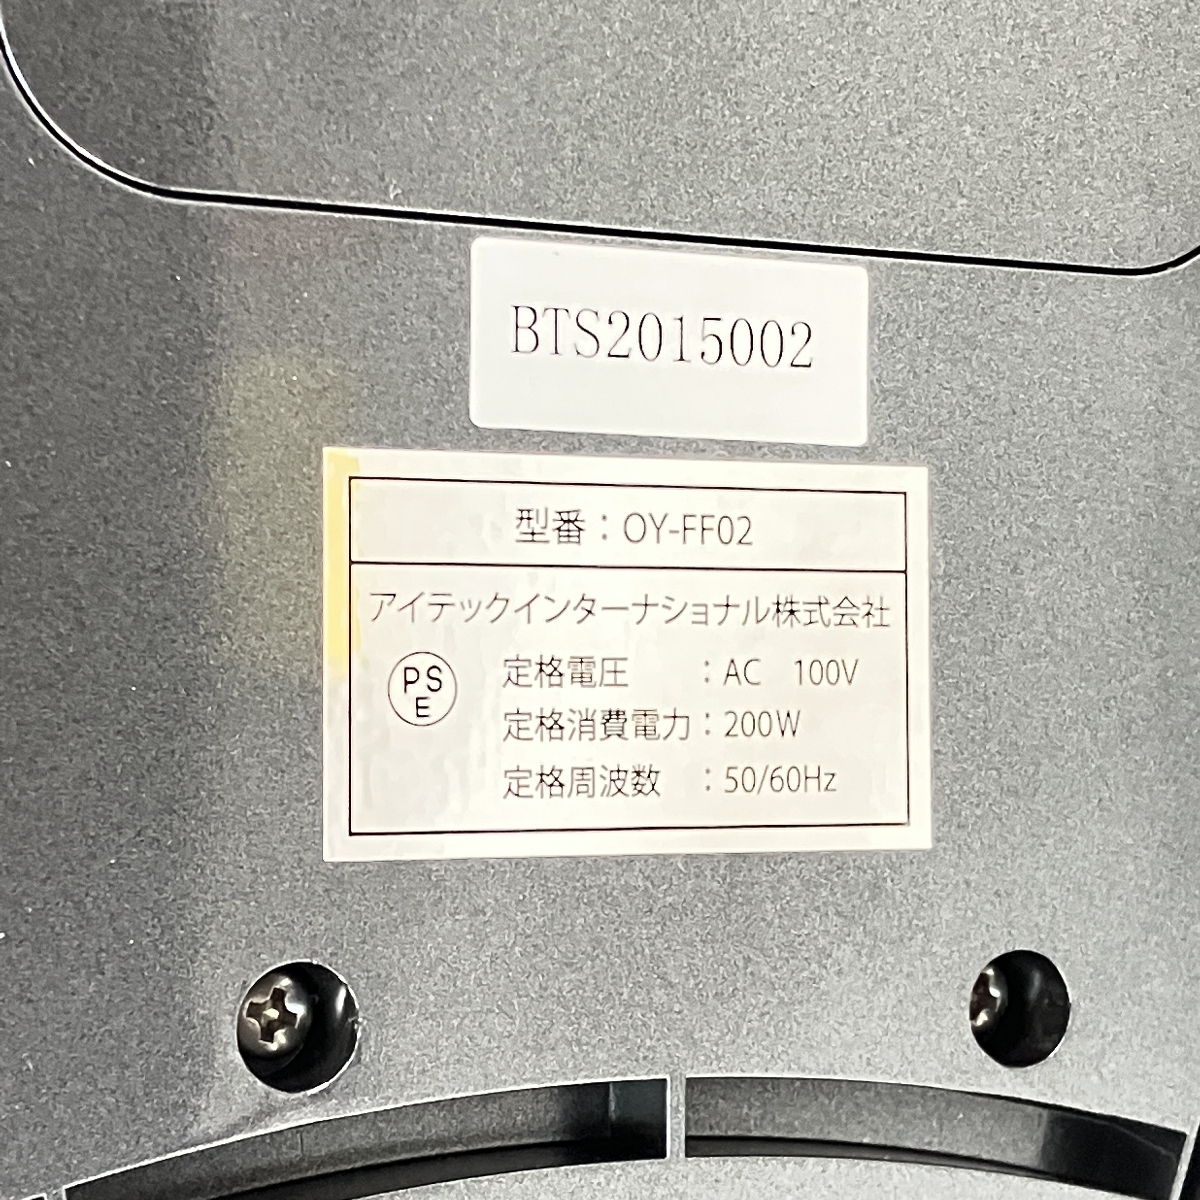 BTS2015002
型番：OY-FF02
アイテックインターナショナル株式会社
PS
E
定格電圧　：AC　100V
定格消費電力：200W
定格周波数　：50/60Hz